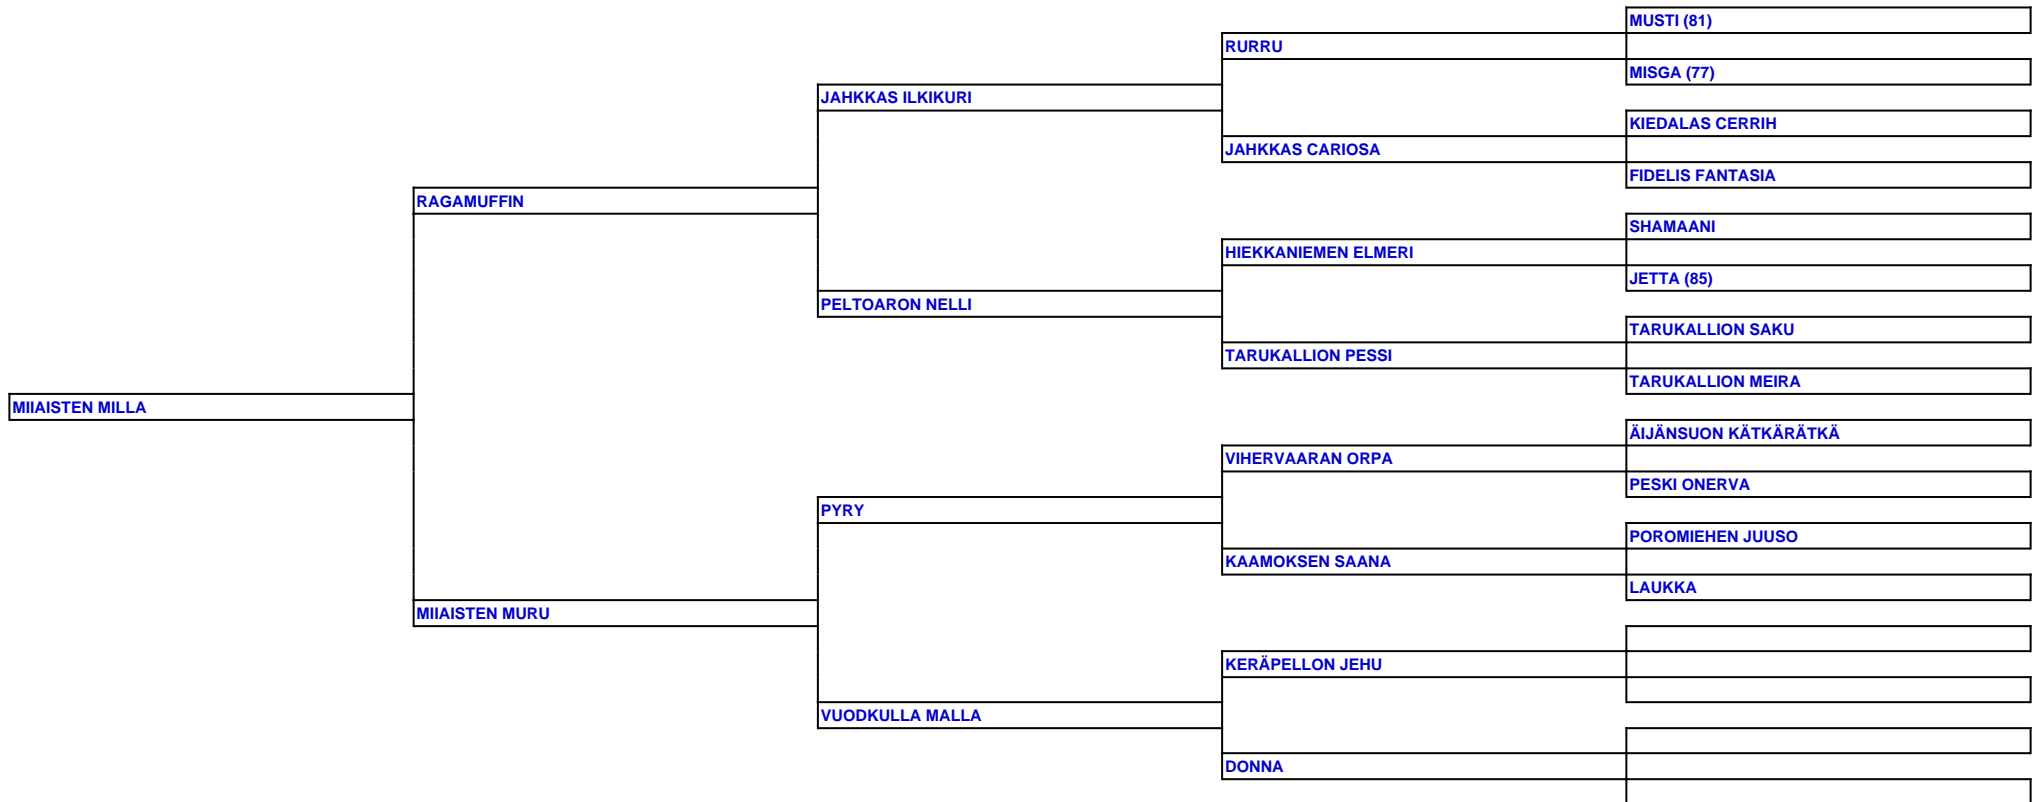 MUSTI (81)
RURRU
MISGA (77)
JAHKKAS ILKIKURI
KIEDALAS CERRIH
JAHKKAS CARIOSA
FIDELIS FANTASIA
RAGAMUFFIN
SHAMAANI
HIEKKANIEMEN ELMERI
JETTA (85)
PELTOARON NELLI
TARUKALLION SAKU
TARUKALLION PESSI
TARUKALLION MEIRA
MIIAISTEN MILLA
ÄIJÄNSUON KÄTKÄRÄTKÄ
VIHERVAARAN ORPA
PESKI ONERVA
PYRY
POROMIEHEN JUUSO
KAAMOKSEN SAANA
LAUKKA
MIIAISTEN MURU
KERÄPELLON JEHU
VUODKULLA MALLA
DONNA